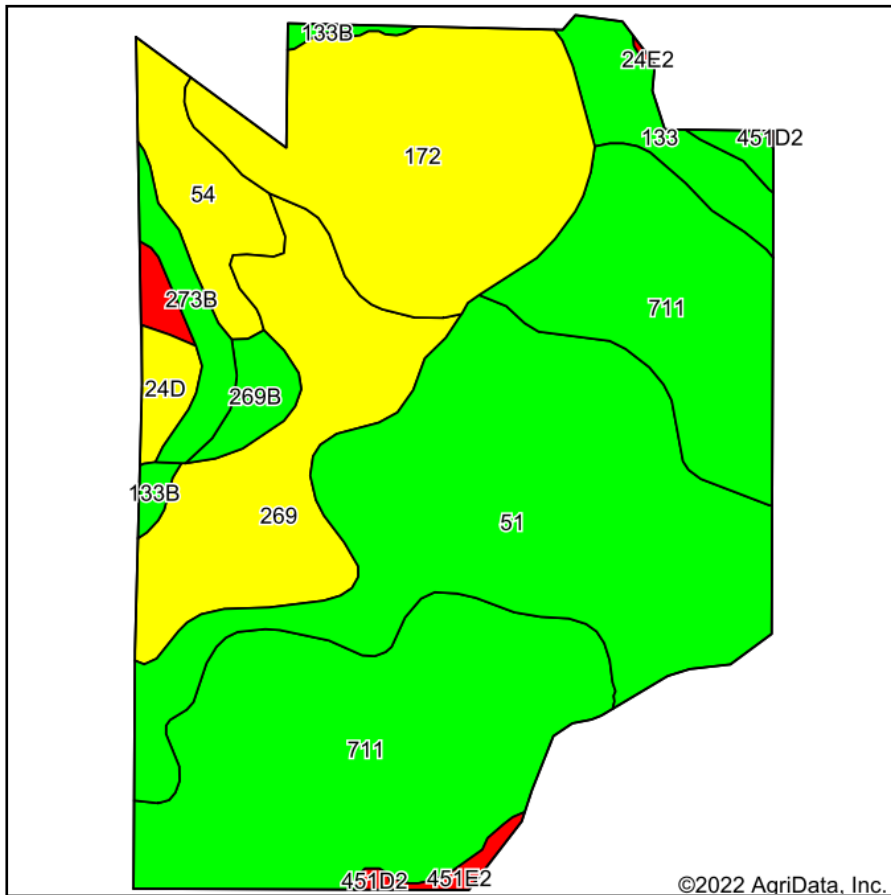 133B
24E2
133
451D2
172
54
273B
711
24D
269B
133B
269
51
711
451D2
451E2
©2022 AgriData, Inc.